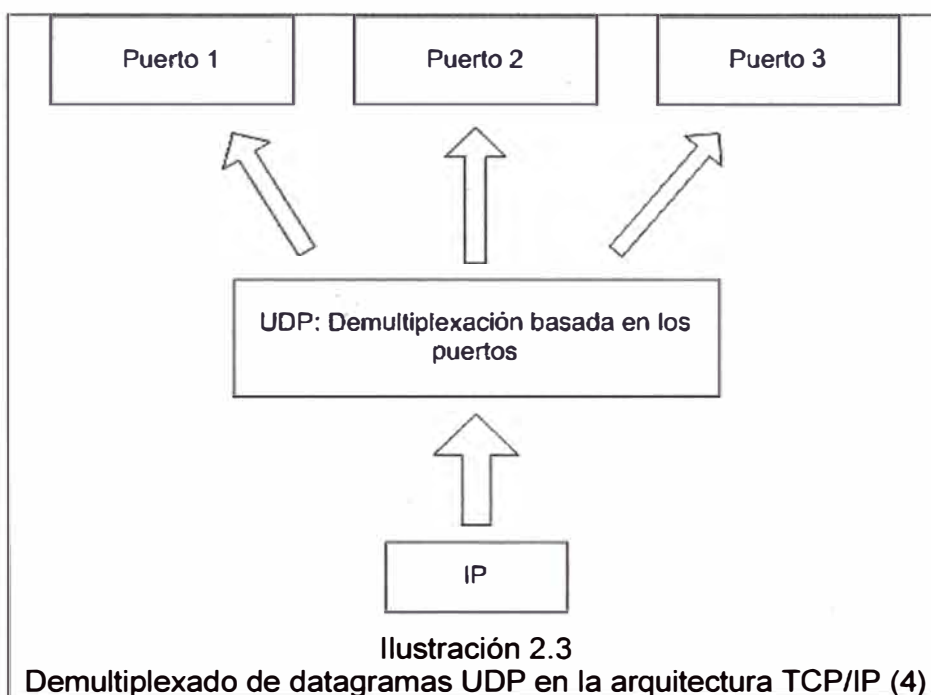 Puerto 1
Puerto 2
Puerto 3
UDP: Demultiplexación basada en los
puertos
IP
Ilustración 2.3
Demultiplexado de datagramas UDP en la arquitectura TCP/IP (4)